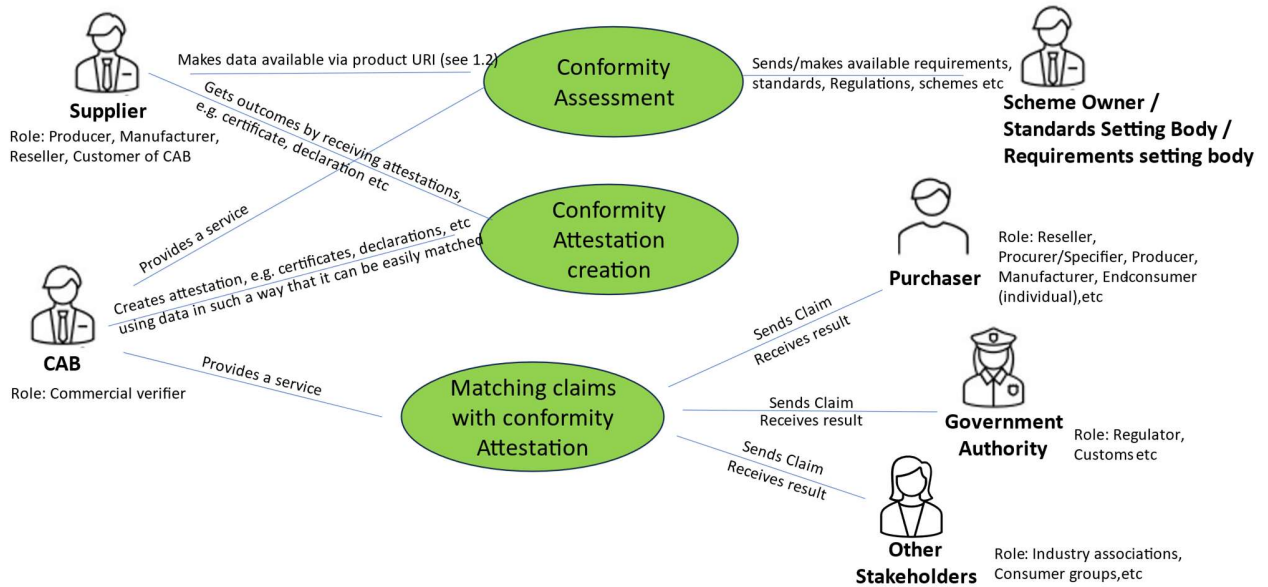 Supplier
Role: Producer, Manufacturer,
Reseller, Customer of CAB
Makes data available via product URI (see 1.2)
Conformity
Assessment
Sends/makes available requirements,
standards, Regulations, schemes etc
Scheme Owner /
Standards Setting Body /
Requirements setting body
Gets outcomes by receiving attestations,
e.g. certificate, declaration etc
Provides a service
Conformity
Attestation
creation
Creates attestation, e.g. certificates, declarations, etc
using data in such a way that it can be easily matched
CAB
Role: Commercial verifier
Provides a service
Matching claims
with conformity
Attestation
Purchaser
Role: Reseller,
Procurer/Specifier, Producer,
Manufacturer, Endconsumer
(individual),etc
Sends Claim
Receives result
Government
Authority
Role: Regulator,
Customs etc
Sends Claim
Receives result
Sends Claim
Receives result
Other
Stakeholders
Role: Industry associations,
Consumer groups,etc